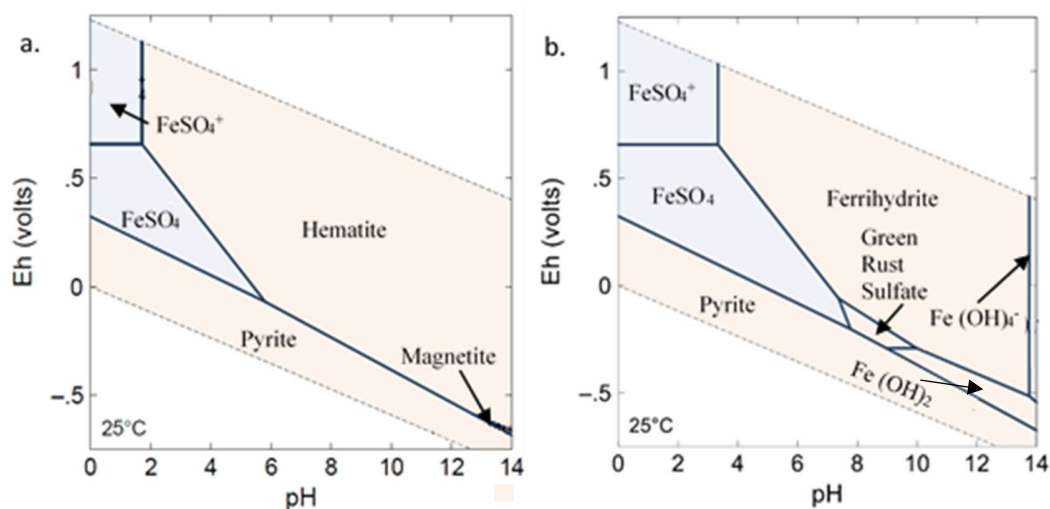 a.
Eh (volts)
1
.5
0
–.5
FeSO₄⁺
FeSO₄
Hematite
Pyrite
Magnetite
25°C
0 2 4 6 8 10 12 14
pH
b.
Eh (volts)
1
.5
0
–.5
FeSO₄⁺
FeSO₄
Ferrihydrite
Green
Rust
Sulfate
Fe (OH)₄⁻
Pyrite
Fe (OH)₂
25°C
0 2 4 6 8 10 12 14
pH